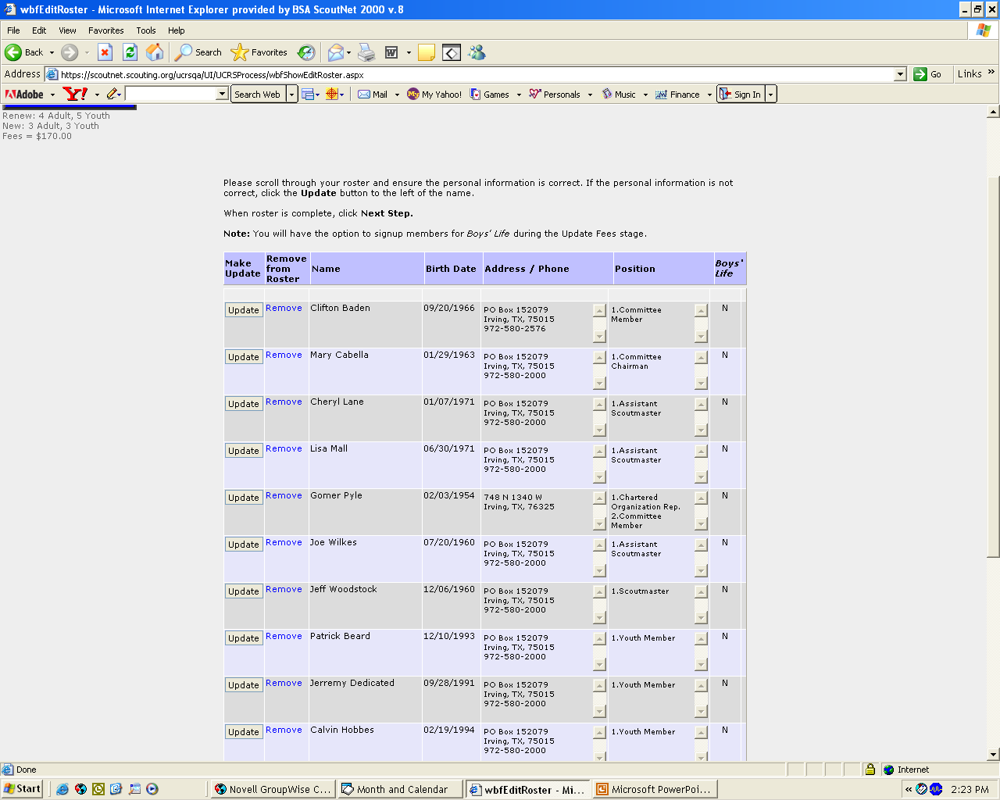 wbfEditRoster - Microsoft Internet Explorer provided by BSA ScoutNet 2000 v.8
File Edit View Favorites Tools Help
Back Search Favorites
Address https://scoutnet.scouting.org/ucrsqa/UI/UCRSProcess/wbfShowEditRoster.aspx Go Links »
Adobe Y! Search Web Mail My Yahoo! Games Personals Music Finance Sign In
Renew: 4 Adult, 5 Youth
New: 3 Adult, 3 Youth
Fees = $170.00
Please scroll through your roster and ensure the personal information is correct. If the personal information is not
correct, click the Update button to the left of the name.
When roster is complete, click Next Step.
Note: You will have the option to signup members for Boys' Life during the Update Fees stage.
Make Update Remove from Roster Name Birth Date Address / Phone Position Boys' Life
Update Remove Clifton Baden 09/20/1966 PO Box 152079 1.Committee N
Irving, TX, 75015 Member
972-580-2576
Update Remove Mary Cabella 01/29/1963 PO Box 152079 1.Committee N
Irving, TX, 75015 Chairman
972-580-2000
Update Remove Cheryl Lane 01/07/1971 PO Box 152079 1.Assistant N
Irving, TX, 75015 Scoutmaster
972-580-2000
Update Remove Lisa Mall 06/30/1971 PO Box 152079 1.Assistant N
Irving, TX, 75015 Scoutmaster
972-580-2000
Update Remove Gomer Pyle 02/03/1954 748 N 1340 W 1.Chartered N
Irving, TX, 76325 Organization Rep.
2.Committee
Member
Update Remove Joe Wilkes 07/20/1960 PO Box 152079 1.Assistant N
Irving, TX, 75015 Scoutmaster
972-580-2000
Update Remove Jeff Woodstock 12/06/1960 PO Box 152079 1.Scoutmaster N
Irving, TX, 75015
972-580-2000
Update Remove Patrick Beard 12/10/1993 PO Box 152079 1.Youth Member N
Irving, TX, 75015
972-580-2000
Update Remove Jerremy Dedicated 09/28/1991 PO Box 152079 1.Youth Member N
Irving, TX, 75015
972-580-2000
Update Remove Calvin Hobbes 02/19/1994 PO Box 152079 1.Youth Member N
Irving, TX, 75015
972-580-2000
Done Internet
Start Novell GroupWise C... Month and Calendar wbfEditRoster - Mi... Microsoft PowerPoi... « 2:23 PM